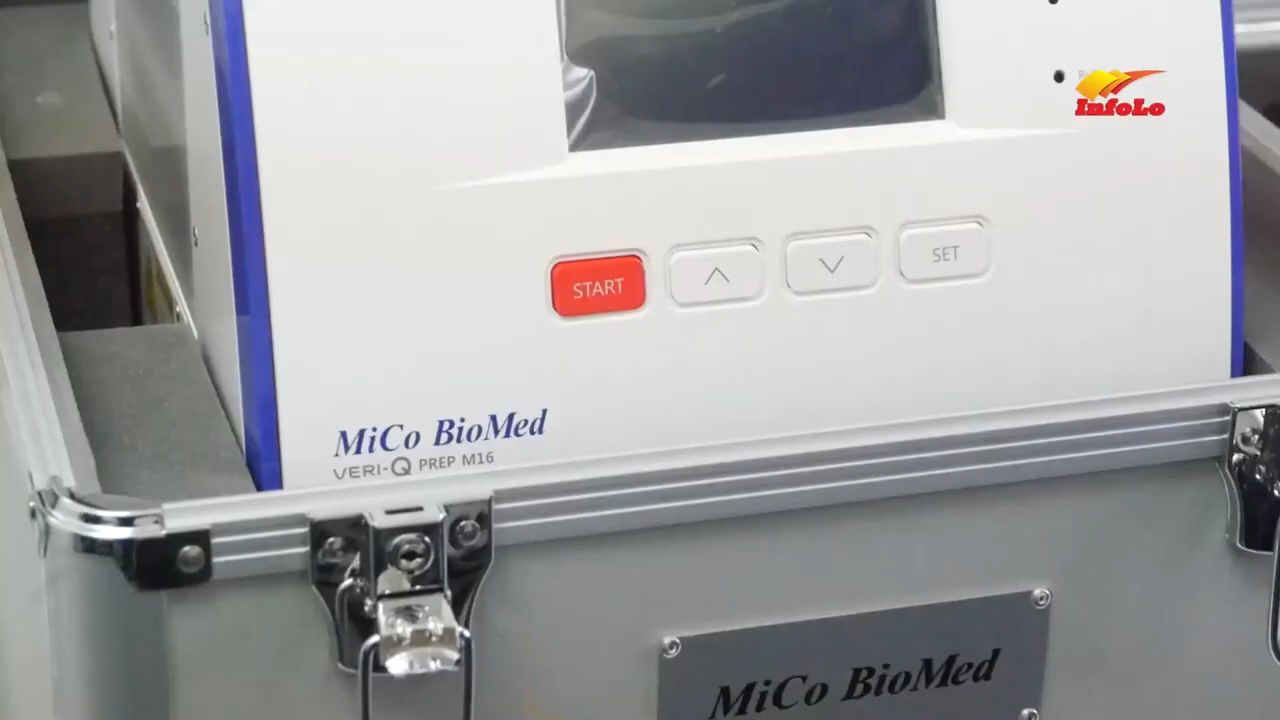 InfoLo
START
SET
MiCo BioMed
VERI-Q PREP M16
MiCo BioMed